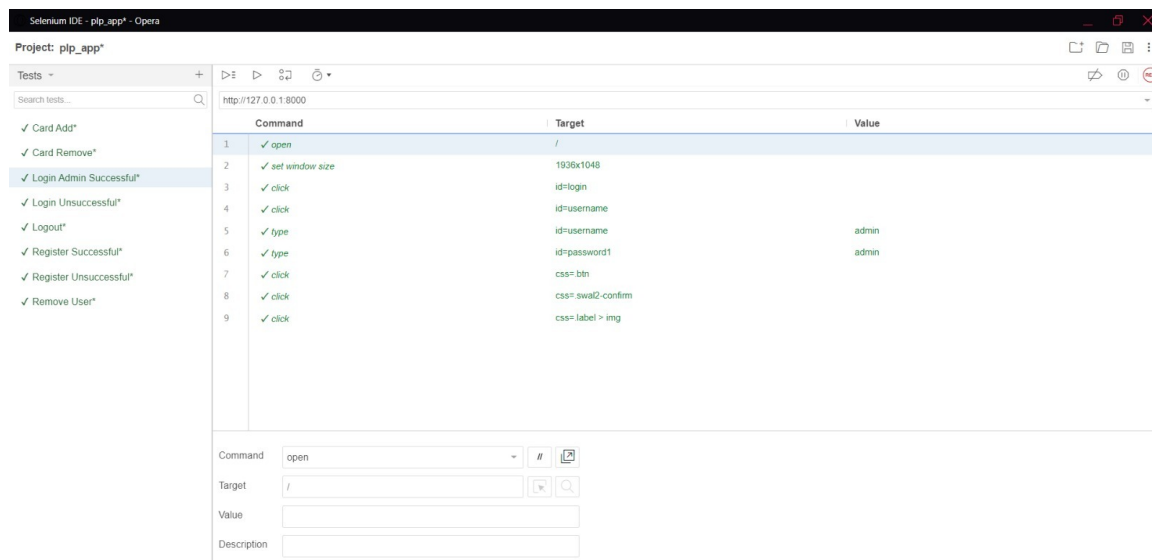 Selenium IDE - plp_app* - Opera
Project: plp_app*
Tests
Search tests...
http://127.0.0.1:8000
Command Target Value
✓ Card Add*
✓ Card Remove*
✓ Login Admin Successful*
✓ Login Unsuccessful*
✓ Logout*
✓ Register Successful*
✓ Register Unsuccessful*
✓ Remove User*
1 ✓ open /
2 ✓ set window size 1936x1048
3 ✓ click id=login
4 ✓ click id=username
5 ✓ type id=username admin
6 ✓ type id=password1 admin
7 ✓ click css=.btn
8 ✓ click css=.swal2-confirm
9 ✓ click css=.label > img
Command open //
Target /
Value
Description